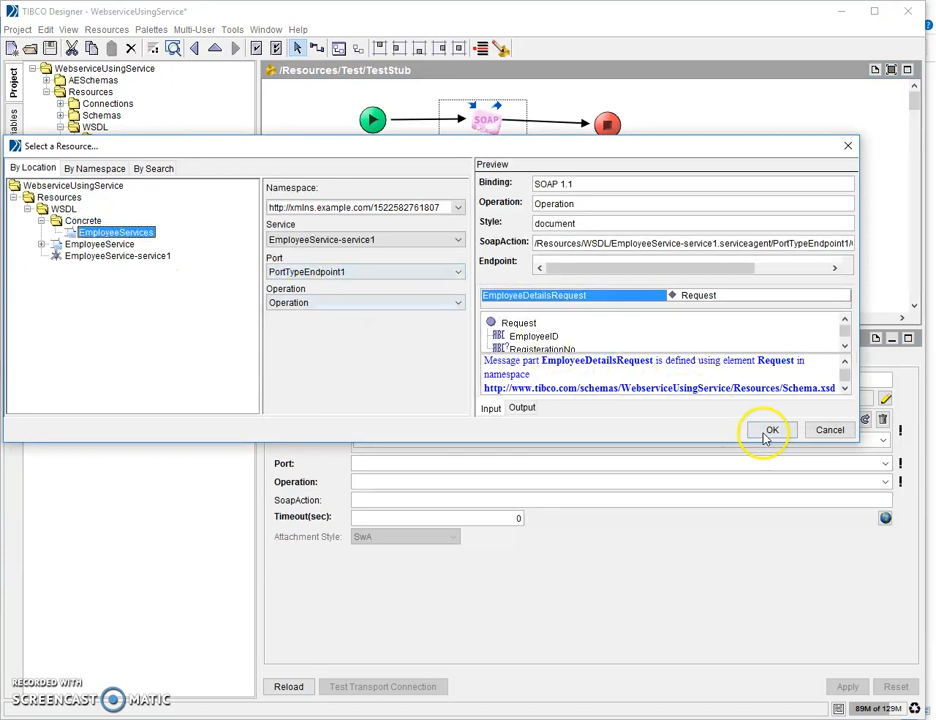 TIBCO Designer - WebserviceUsingService*
Project Edit View Resources Palettes Multi-User Tools Window Help
Project
WebserviceUsingService
AESchemas
Resources
Connections
Schemas
WSDL
/Resources/Test/TestStub
SOAP
Select a Resource...
By Location By Namespace By Search
WebserviceUsingService
Resources
WSDL
Concrete
EmployeeServices
EmployeeService
EmployeeService-service1
Namespace:
http://xmlns.example.com/1522582761807
Service
EmployeeService-service1
Port
PortTypeEndpoint1
Operation
Operation
Preview
Binding: SOAP 1.1
Operation: Operation
Style: document
SoapAction: /Resources/WSDL/EmployeeService-service1.serviceagent/PortTypeEndpoint1/
Endpoint:
EmployeeDetailsRequest Request
Request
EmployeeID
RegisterationNo
Message part EmployeeDetailsRequest is defined using element Request in
namespace
http://www.tibco.com/schemas/WebserviceUsingService/Resources/Schema.xsd
Input Output
OK Cancel
Port:
Operation:
SoapAction:
Timeout(sec): 0
Attachment Style: SwA
Reload Test Transport Connection Apply Reset
RECORDED WITH
SCREENCAST MATIC
89M of 129M